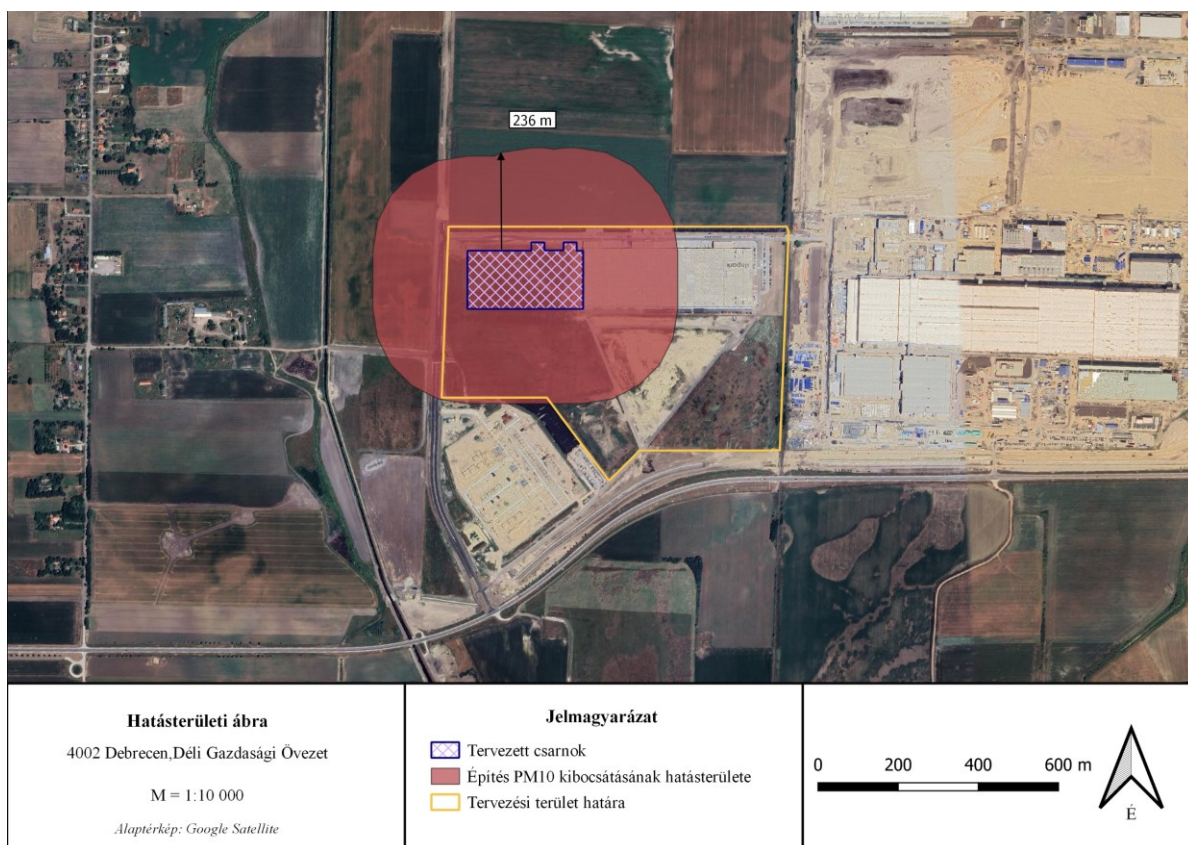 236 m
Hatásterületi ábra
4002 Debrecen,Déli Gazdasági Övezet
M = 1:10 000
Alaptérkép: Google Satellite
Jelmagyarázat
Tervezett csarnok
Építés PM10 kibocsátásának hatásterülete
Tervezési terület határa
0 200 400 600 m
É